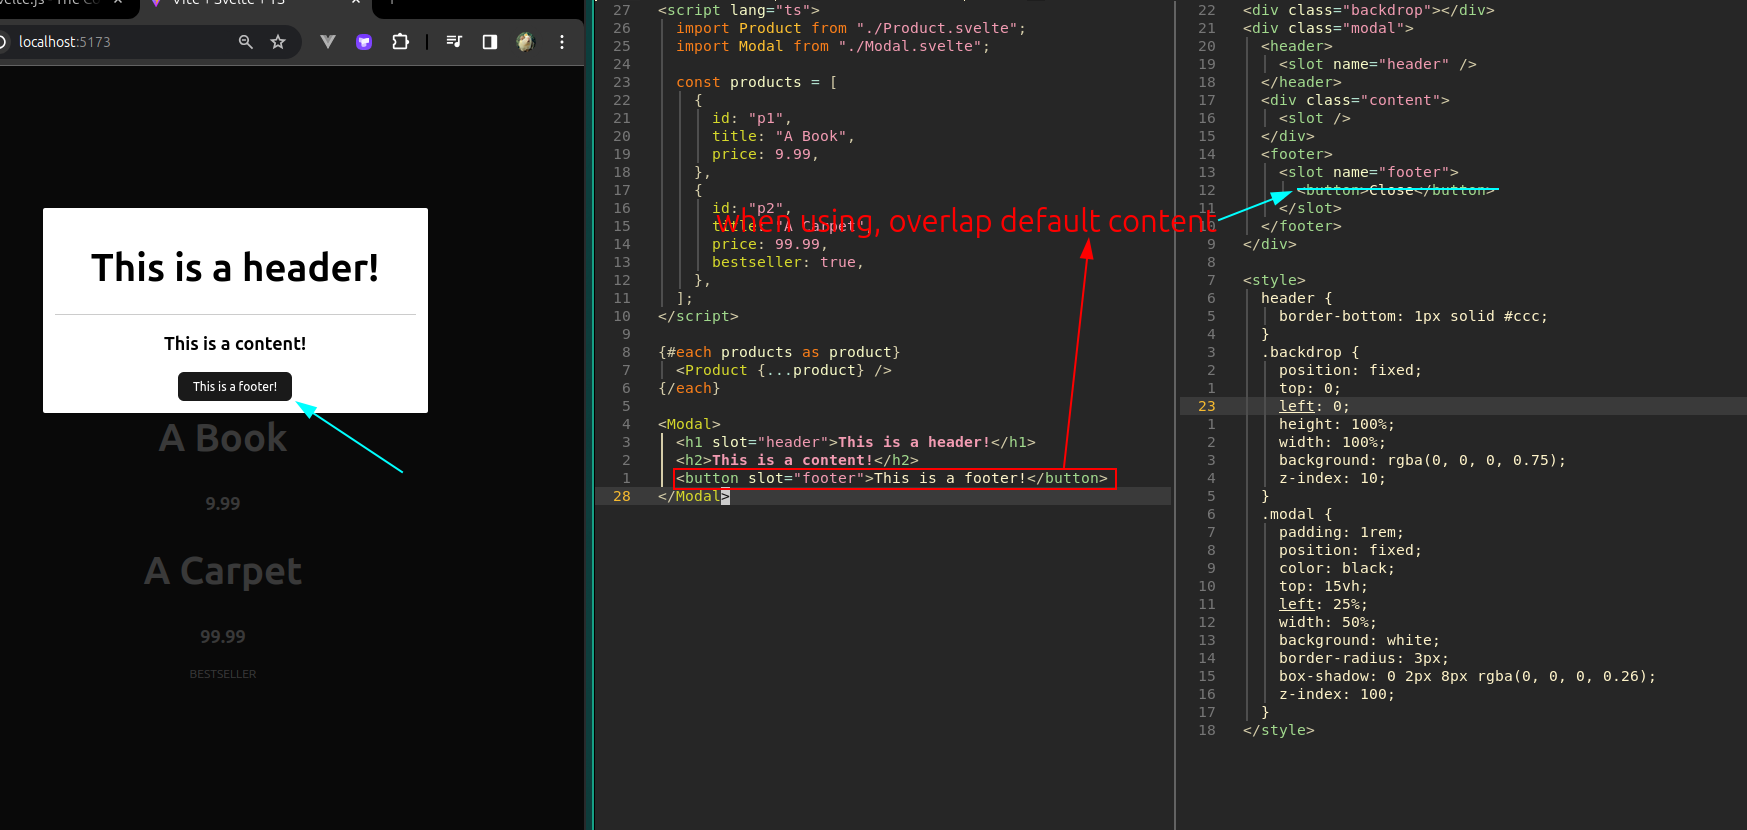 velte.js - The Co
Vite + Svelte + TS
localhost:5173
This is a header!
This is a content!
This is a footer!
A Book
9.99
A Carpet
99.99
BESTSELLER
27 <script lang="ts">
26 import Product from "./Product.svelte";
25 import Modal from "./Modal.svelte";
24
23 const products = [
22 {
21 id: "p1",
20 title: "A Book",
19 price: 9.99,
18 },
17 {
16 id: "p2",
15 title: "A Carpet",
when using, overlap default content
14 price: 99.99,
13 bestseller: true,
12 },
11 ];
10 </script>
9
8 {#each products as product}
7 <Product {...product} />
6 {/each}
5
4 <Modal>
3 <h1 slot="header">This is a header!</h1>
2 <h2>This is a content!</h2>
1 <button slot="footer">This is a footer!</button>
28 </Modal>
22 <div class="backdrop"></div>
21 <div class="modal">
20 <header>
19 <slot name="header" />
18 </header>
17 <div class="content">
16 <slot />
15 </div>
14 <footer>
13 <slot name="footer">
12 <button>Close</button>
11 </slot>
10 </footer>
9 </div>
8
7 <style>
6 header {
5 border-bottom: 1px solid #ccc;
4 }
3 .backdrop {
2 position: fixed;
1 top: 0;
23 left: 0;
1 height: 100%;
2 width: 100%;
3 background: rgba(0, 0, 0, 0.75);
4 z-index: 10;
5 }
6 .modal {
7 padding: 1rem;
8 position: fixed;
9 color: black;
10 top: 15vh;
11 left: 25%;
12 width: 50%;
13 background: white;
14 border-radius: 3px;
15 box-shadow: 0 2px 8px rgba(0, 0, 0, 0.26);
16 z-index: 100;
17 }
18 </style>